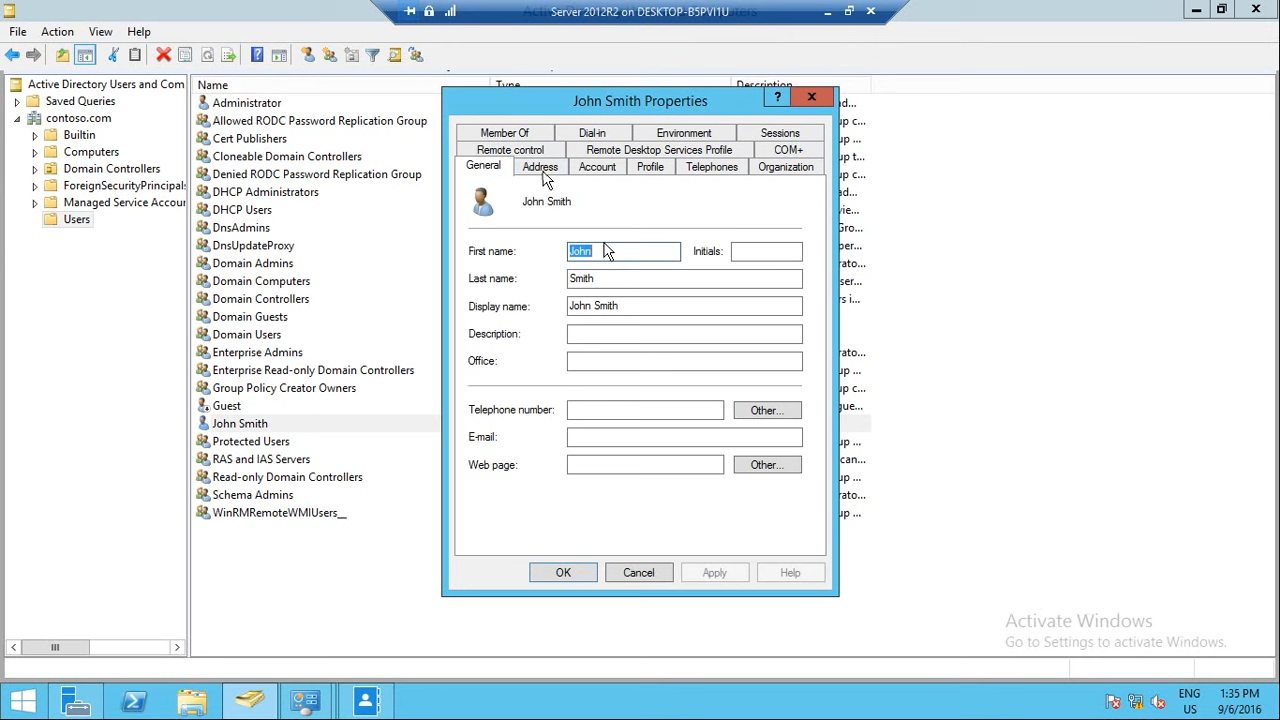 Server 2012R2 on DESKTOP-B5PVI1U
File Action View Help
Active Directory Users and Com
Saved Queries
contoso.com
Builtin
Computers
Domain Controllers
ForeignSecurityPrincipals
Managed Service Accou
Users
Name Type Description
Administrator
Allowed RODC Password Replication Group
Cert Publishers
Cloneable Domain Controllers
Denied RODC Password Replication Group
DHCP Administrators
DHCP Users
DnsAdmins
DnsUpdateProxy
Domain Admins
Domain Computers
Domain Controllers
Domain Guests
Domain Users
Enterprise Admins
Enterprise Read-only Domain Controllers
Group Policy Creator Owners
Guest
John Smith
Protected Users
RAS and IAS Servers
Read-only Domain Controllers
Schema Admins
WinRMRemoteWMIUsers__
John Smith Properties
?
Member Of Dial-in Environment Sessions
Remote control Remote Desktop Services Profile COM+
General Address Account Profile Telephones Organization
John Smith
First name: John Initials:
Last name: Smith
Display name: John Smith
Description:
Office:
Telephone number: Other...
E-mail:
Web page: Other...
OK Cancel Apply Help
Activate Windows
Go to Settings to activate Windows.
ENG 1:35 PM
US 9/6/2016